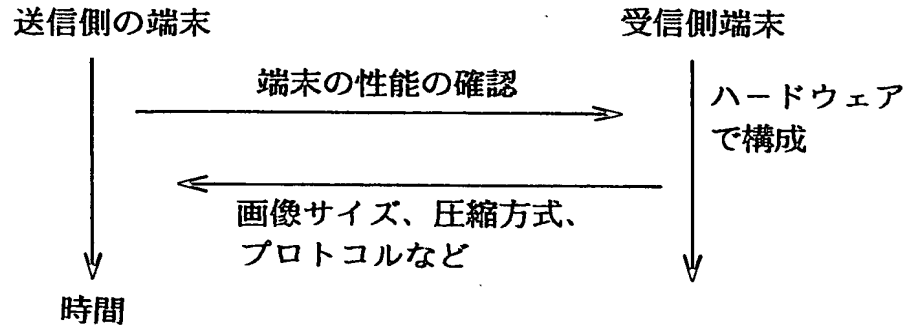 送信側の端末
受信側端末
端末の性能の確認
ハードウェア
で構成
画像サイズ、圧縮方式、
プロトコルなど
時間